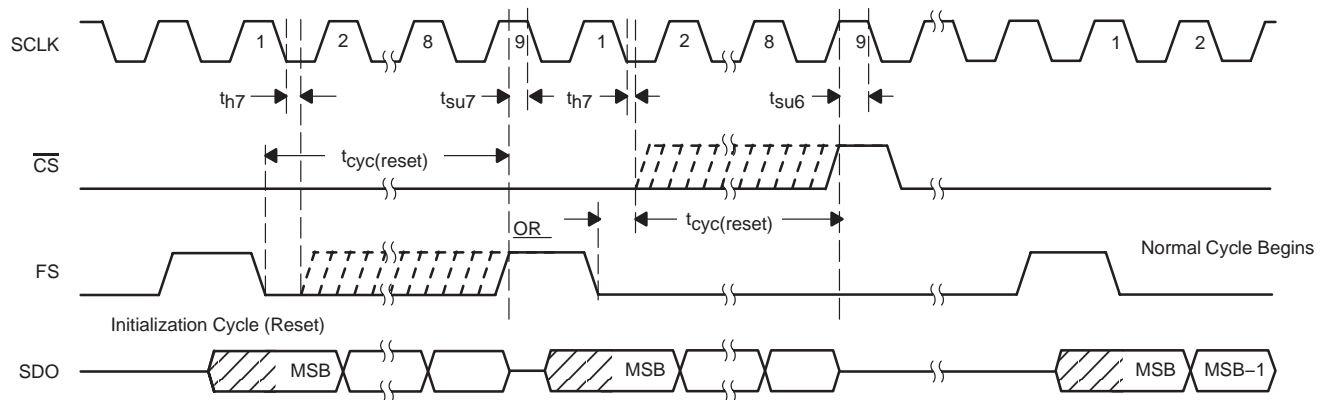 SCLK 1 2 8 9 1 2 8 9 1 2
th7 tsu7 th7 tsu6
CS tcyc(reset)
OR tcyc(reset)
Normal Cycle Begins
FS
Initialization Cycle (Reset)
SDO MSB MSB MSB MSB–1